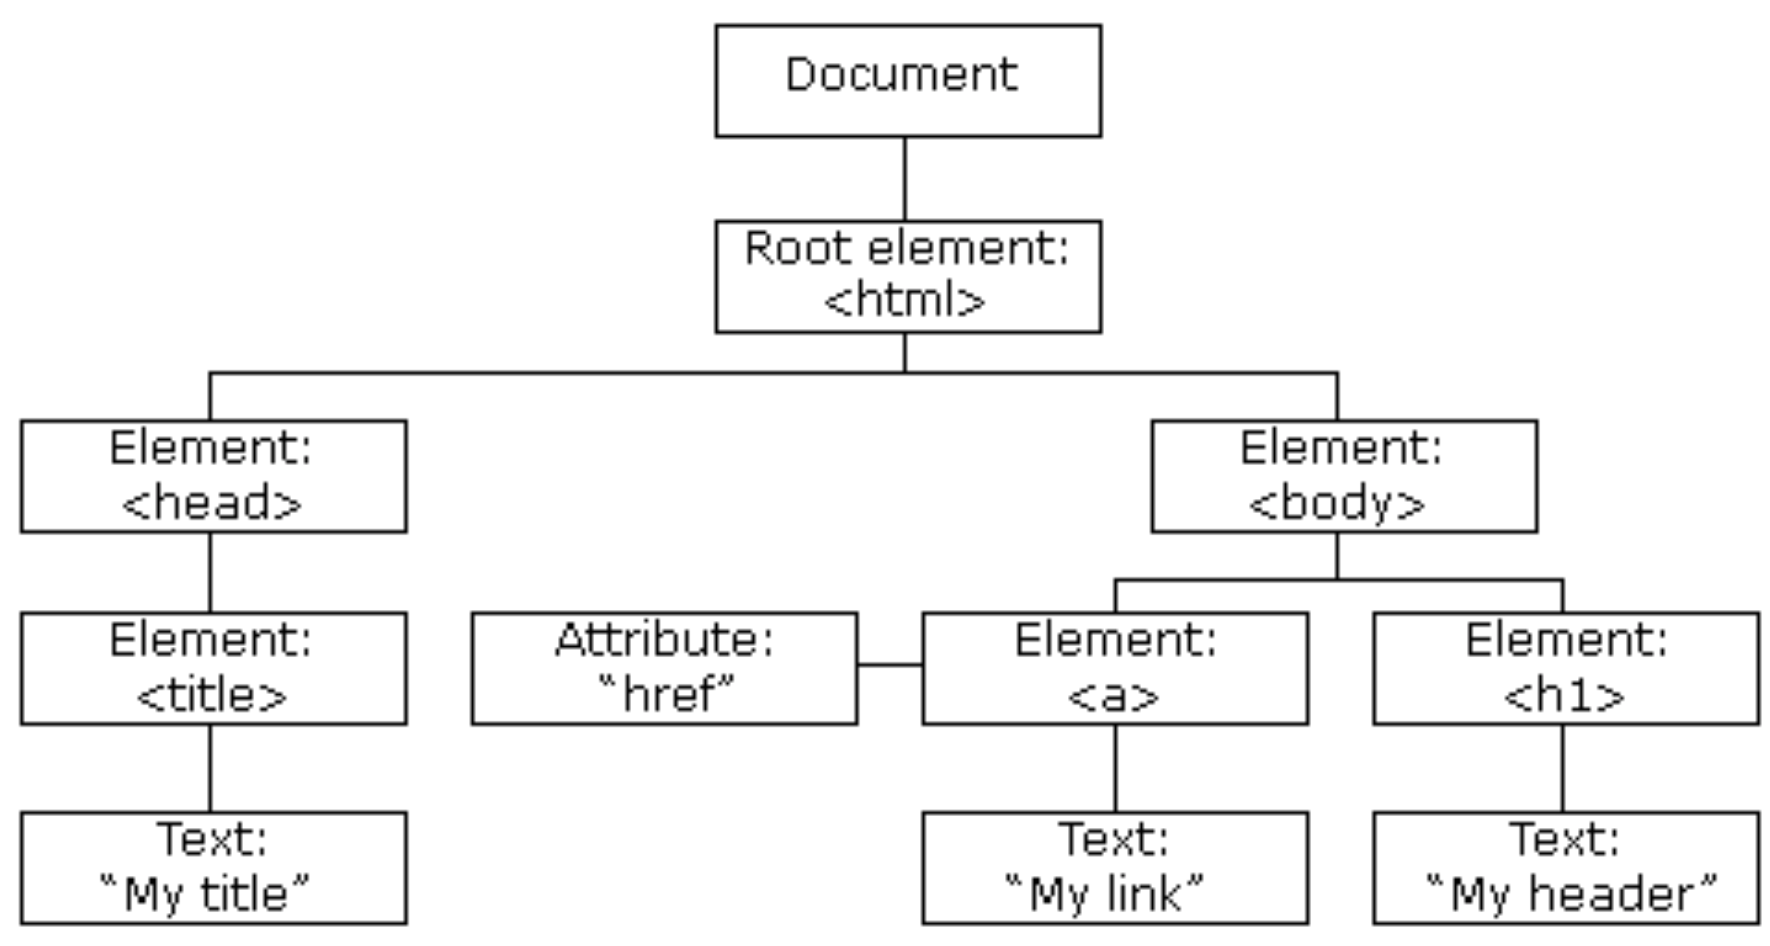 Document
Root element:
<html>
Element:
<head>
Element:
<body>
Element:
<title>
Attribute:
“href”
Element:
<a>
Element:
<h1>
Text:
“My title”
Text:
“My link”
Text:
“My header”